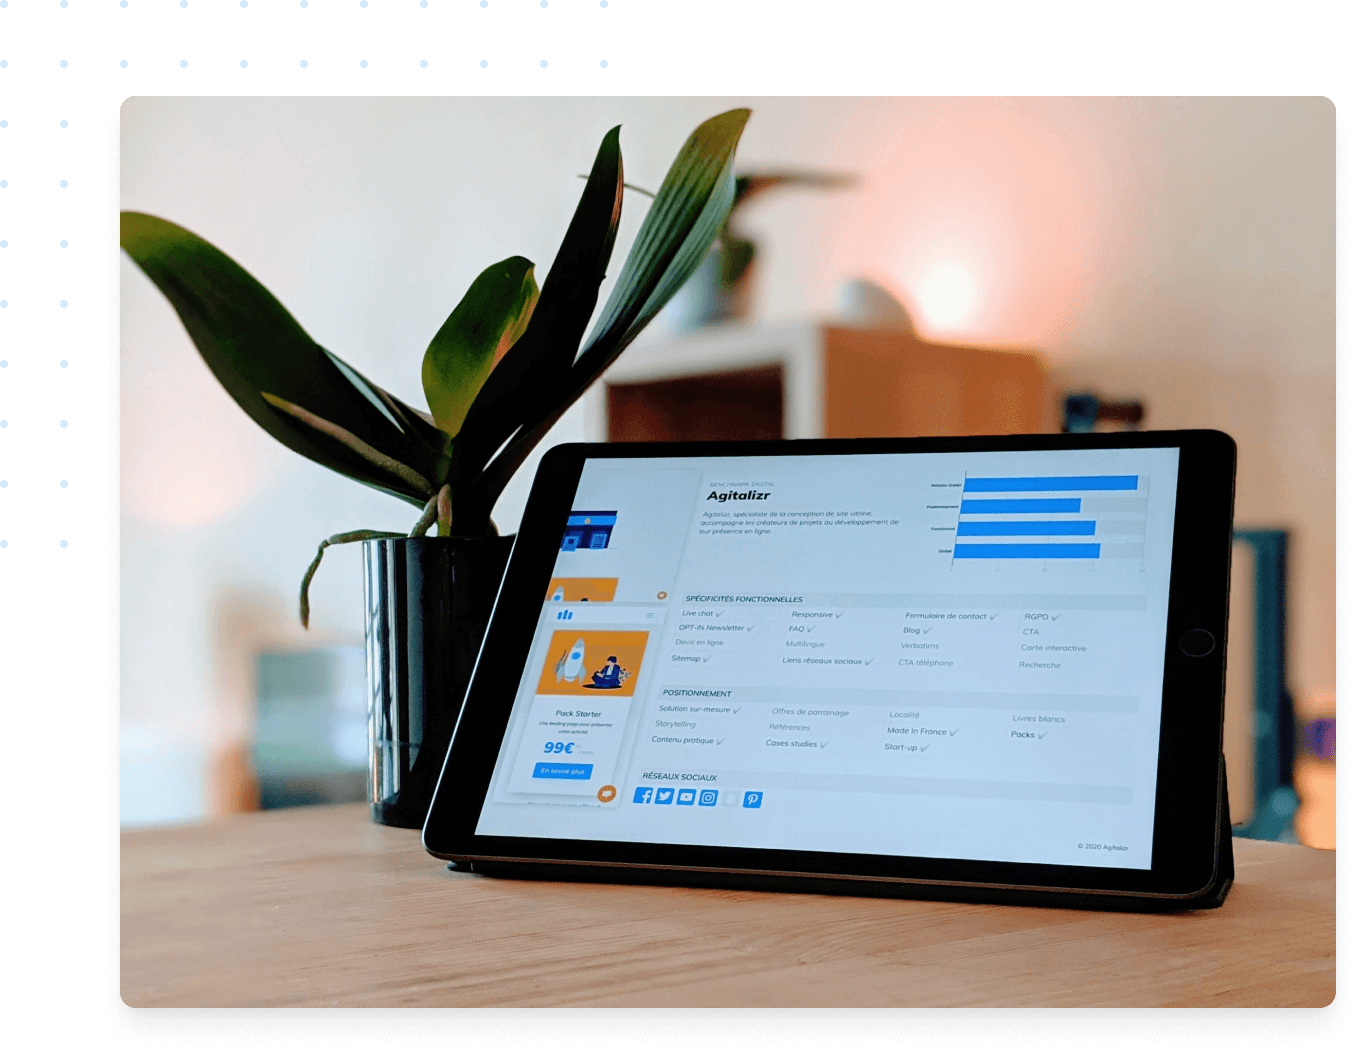 BENCHMARK DIGITAL
Agitalizr
Agitalizr, spécialiste de la conception de site vitrine,
accompagne les créateurs de projets au développement de
leur présence en ligne.
Website Grader
Positionnement
Fonctionnel
Global
SPÉCIFICITÉS FONCTIONNELLES
Live chat ✓ Responsive ✓ Formulaire de contact ✓ RGPD ✓
OPT-IN Newsletter ✓ FAQ ✓ Blog ✓ CTA
Devis en ligne Multilingue Verbatims Carte interactive
Sitemap ✓ Liens réseaux sociaux ✓ CTA téléphone Recherche
POSITIONNEMENT
Solution sur-mesure ✓ Offres de parrainage Localité Livres blancs
Storytelling Références Made In France ✓ Packs ✓
Contenu pratique ✓ Cases studies ✓ Start-up ✓
RÉSEAUX SOCIAUX
Pack Starter
Une landing page pour présenter
votre activité.
99€
En savoir plus
© 2020 Agitalizr